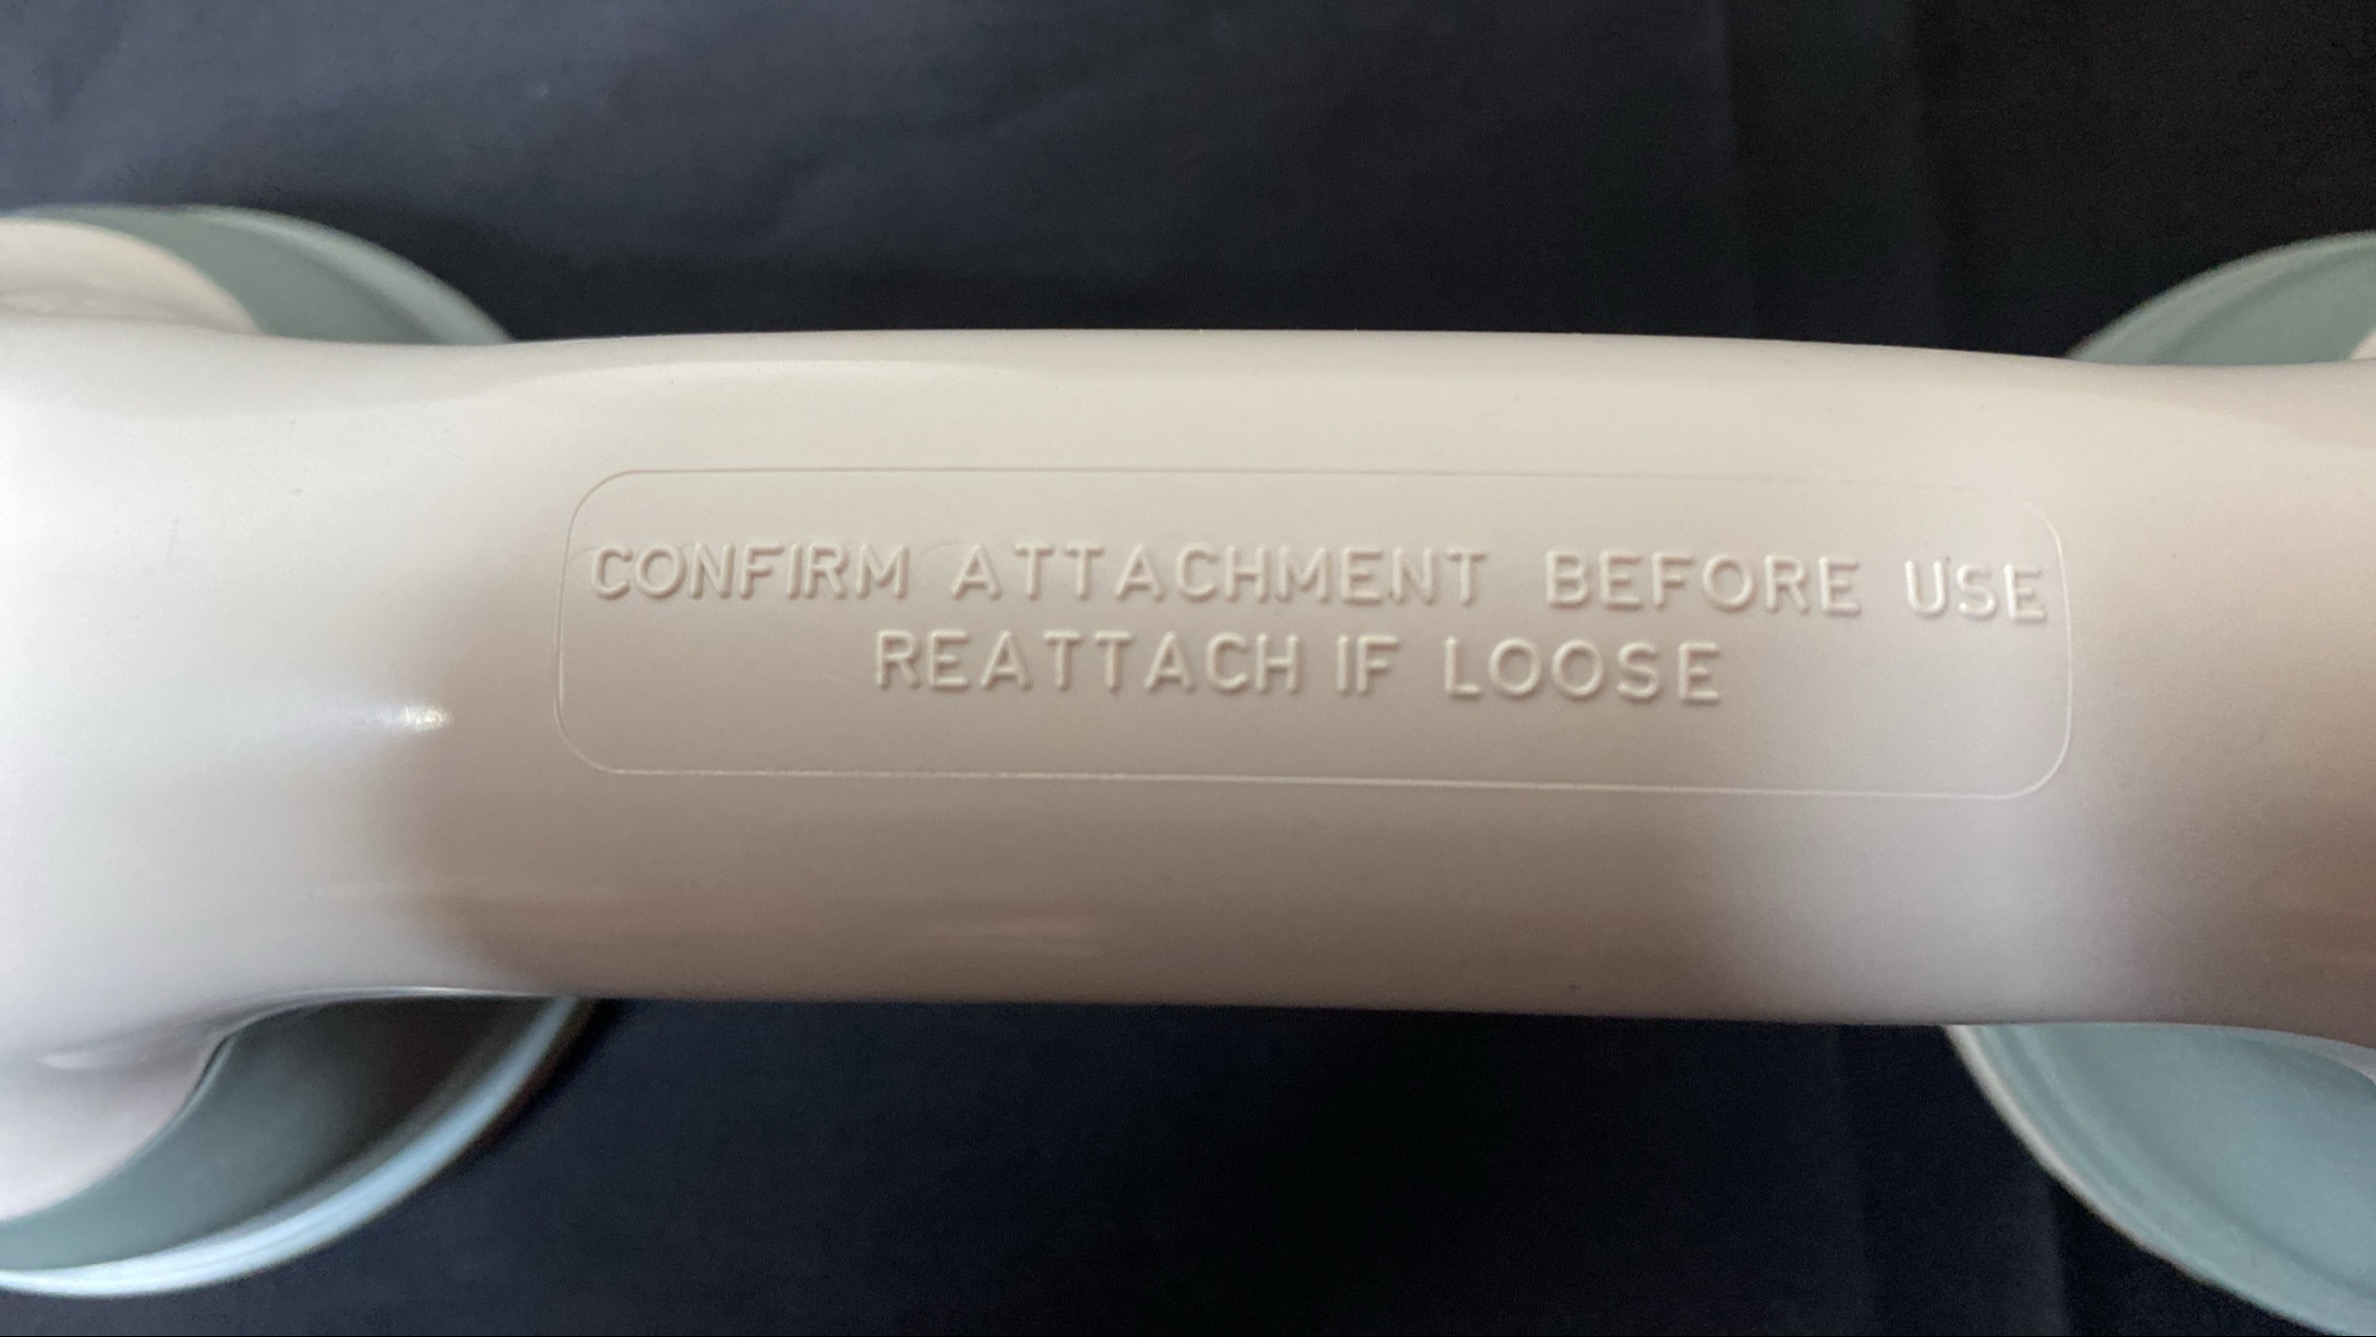 CONFIRM ATTACHMENT BEFORE USE
REATTACH IF LOOSE